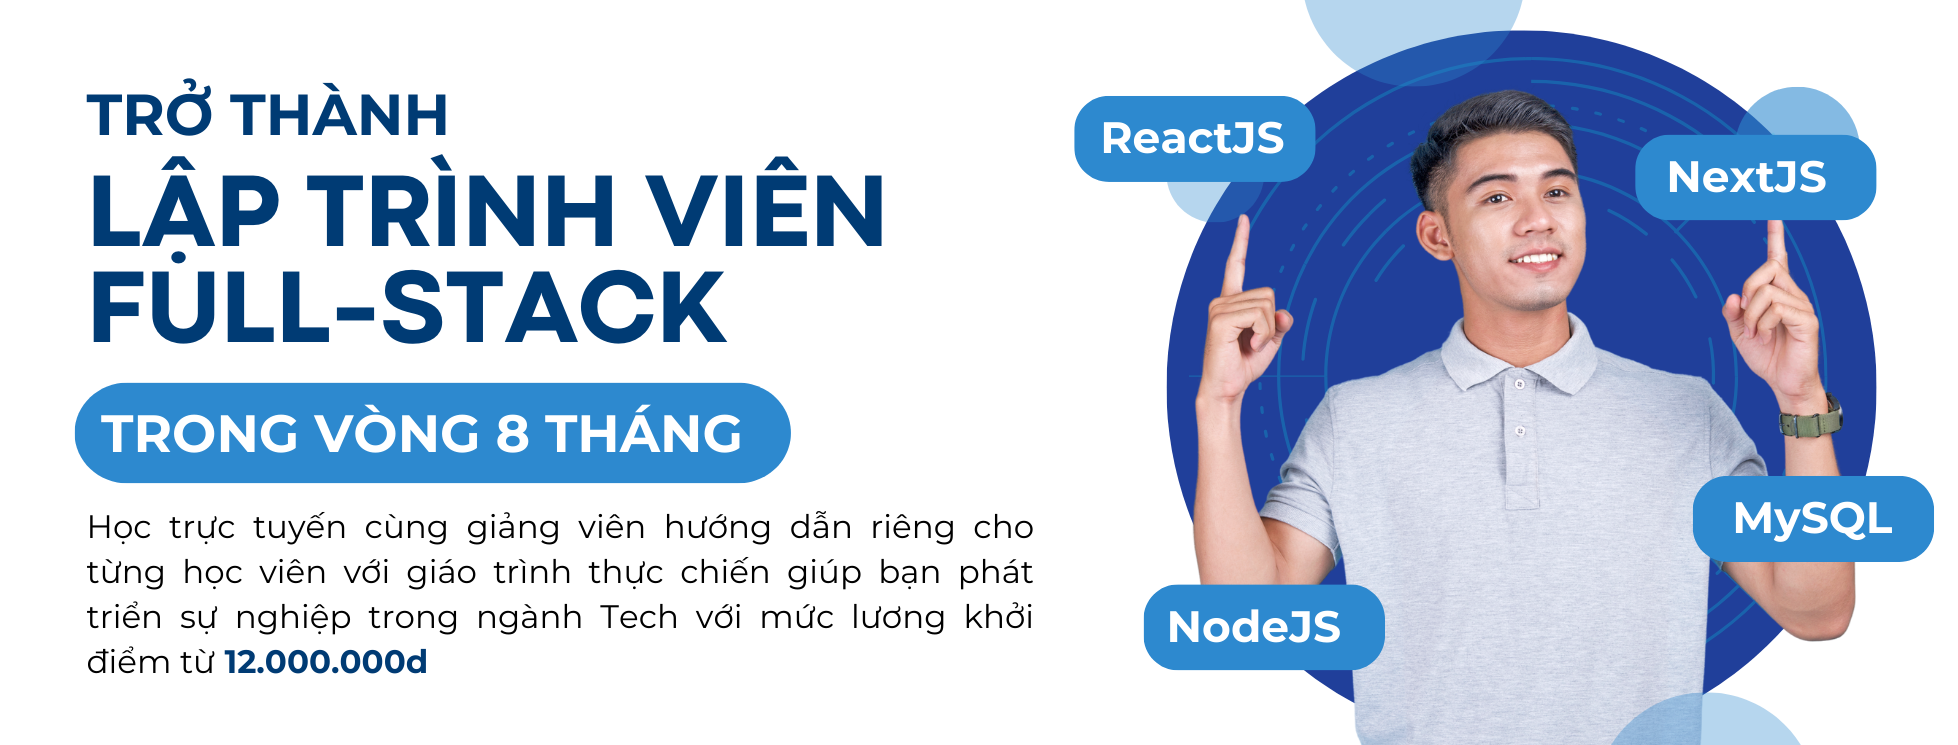 TRỞ THÀNH
LẬP TRÌNH VIÊN
FULL-STACK
TRONG VÒNG 8 THÁNG
Học trực tuyến cùng giảng viên hướng dẫn riêng cho
từng học viên với giáo trình thực chiến giúp bạn phát
triển sự nghiệp trong ngành Tech với mức lương khởi
điểm từ 12.000.000d
ReactJS
NextJS
MySQL
NodeJS